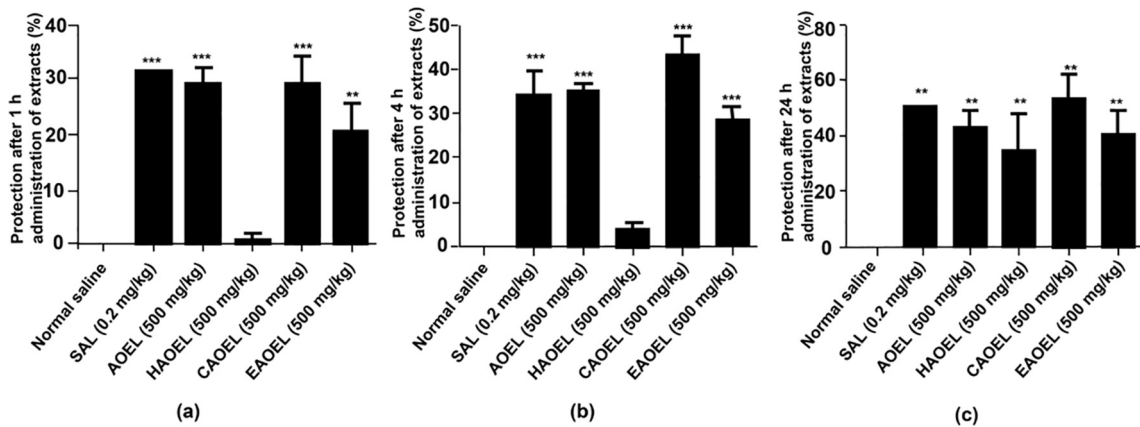 Protection after 1 h
administration of extracts (%)
40
30
20
10
0
***
***
***
**
Normal saline
SAL (0.2 mg/kg)
AOEL (500 mg/kg)
HAOEL (500 mg/kg)
CAOEL (500 mg/kg)
EAOEL (500 mg/kg)
(a)
Protection after 4 h
administration of extracts (%)
50
40
30
20
10
0
***
***
***
***
Normal saline
SAL (0.2 mg/kg)
AOEL (500 mg/kg)
HAOEL (500 mg/kg)
CAOEL (500 mg/kg)
EAOEL (500 mg/kg)
(b)
Protection after 24 h
administration of extracts (%)
80
60
40
20
0
**
**
**
**
**
Normal saline
SAL (0.2 mg/kg)
AOEL (500 mg/kg)
HAOEL (500 mg/kg)
CAOEL (500 mg/kg)
EAOEL (500 mg/kg)
(c)